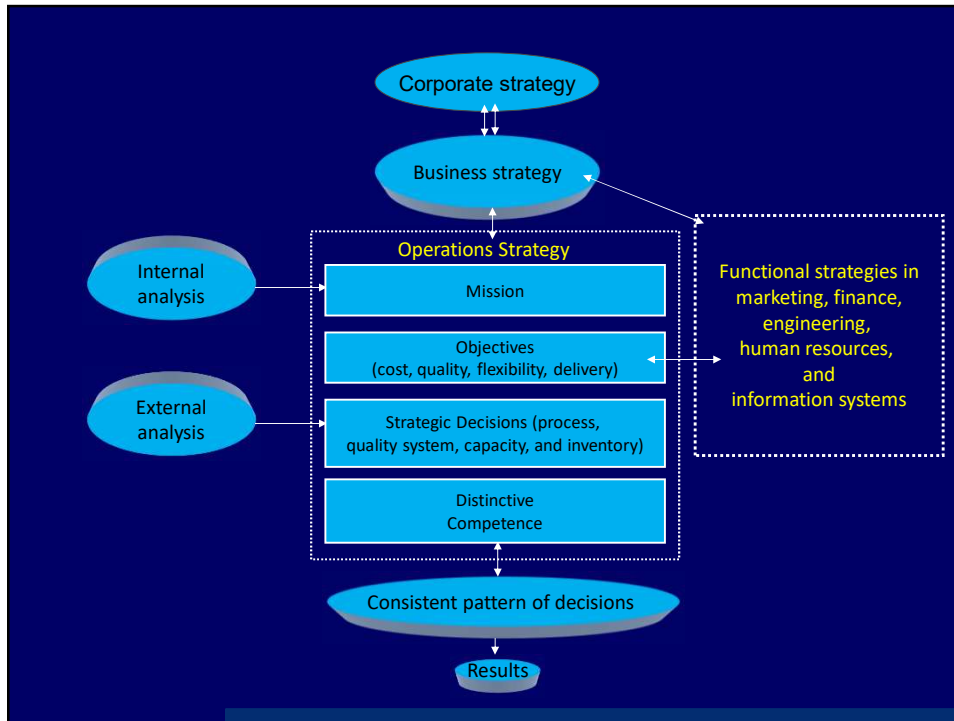 Corporate strategy
Business strategy
Operations Strategy
Internal
analysis
Mission
Functional strategies in
marketing, finance,
engineering,
human resources,
and
information systems
Objectives
(cost, quality, flexibility, delivery)
External
analysis
Strategic Decisions (process,
quality system, capacity, and inventory)
Distinctive
Competence
Consistent pattern of decisions
Results